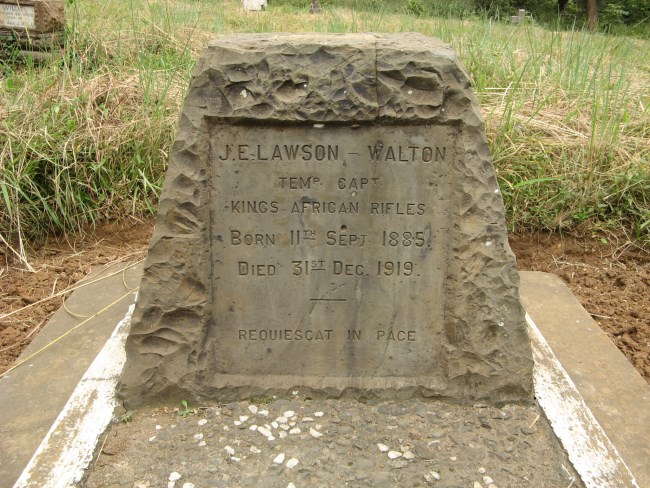 J.E. LAWSON – WALTON
TEMP. CAPT.
KINGS AFRICAN RIFLES
BORN 11TH SEPT 1885.
DIED 31ST DEC. 1919.
REQUIESCAT IN PACE